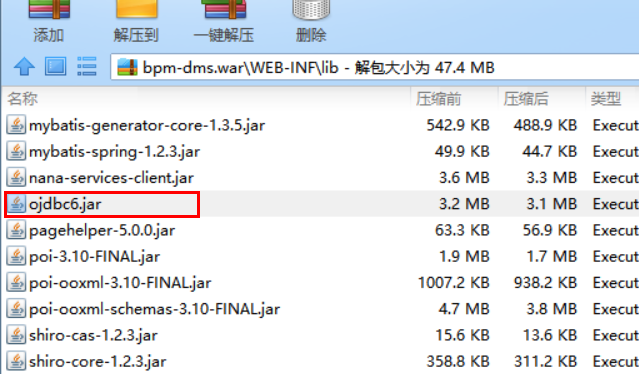 添加 解压到 一键解压 删除
bpm-dms.war\WEB-INF\lib - 解包大小为 47.4 MB
名称 压缩前 压缩后 类型
mybatis-generator-core-1.3.5.jar 542.9 KB 488.9 KB Execut
mybatis-spring-1.2.3.jar 49.9 KB 44.7 KB Execut
nana-services-client.jar 3.6 MB 3.3 MB Execut
ojdbc6.jar 3.2 MB 3.1 MB Execut
pagehelper-5.0.0.jar 63.3 KB 56.9 KB Execut
poi-3.10-FINAL.jar 1.9 MB 1.7 MB Execut
poi-ooxml-3.10-FINAL.jar 1007.2 KB 938.2 KB Execut
poi-ooxml-schemas-3.10-FINAL.jar 4.7 MB 3.8 MB Execut
shiro-cas-1.2.3.jar 15.6 KB 13.6 KB Execut
shiro-core-1.2.3.jar 358.8 KB 311.2 KB Execut